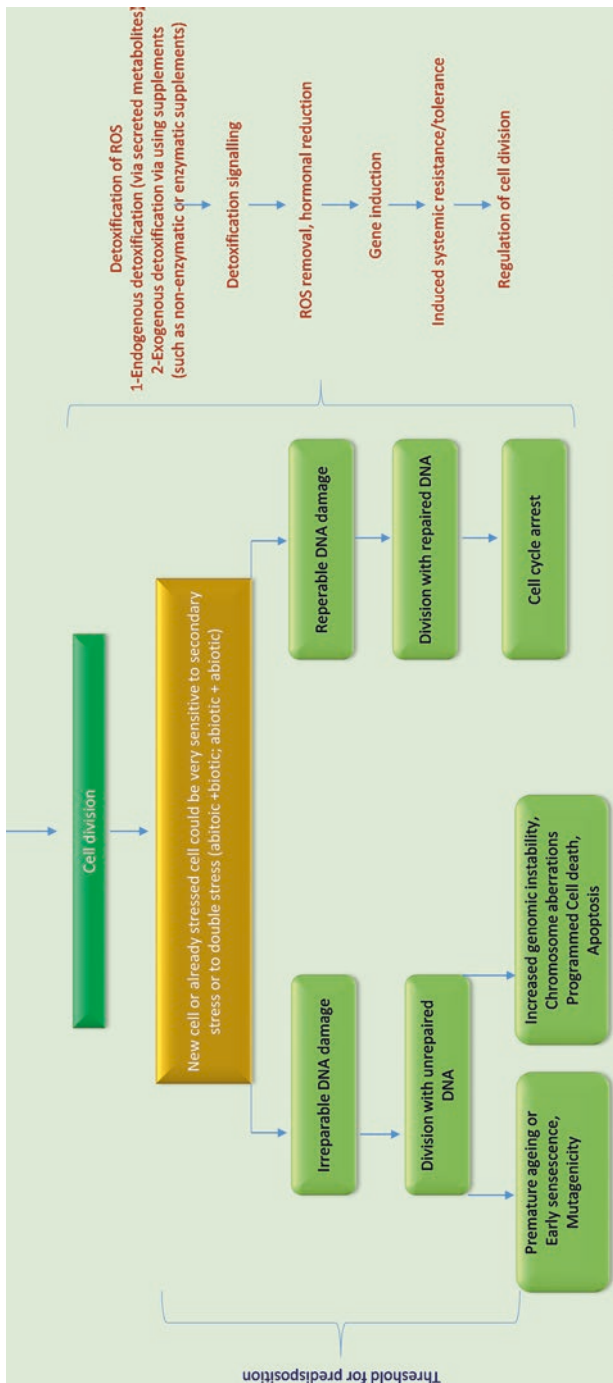 Cell division
New cell or already stressed cell could be very sensitive to secondary
stress or to double stress (abitoic +biotic; abiotic + abiotic)
Threshold for predisposition
Irreparable DNA damage
Division with unrepaired
DNA
Premature ageing or
Early sensescence,
Mutagenicity
Increased genomic instability,
Chromosome aberrations
Programmed Cell death,
Apoptosis
Reperable DNA damage
Division with repaired DNA
Cell cycle arrest
Detoxification of ROS
1-Endogenous detoxification (via secreted metabolites)
2-Exogenous detoxification via using supplements
(such as non-enzymatic or enzymatic supplements)
Detoxification signalling
ROS removal, hormonal reduction
Gene induction
Induced systemic resistance/tolerance
Regulation of cell division